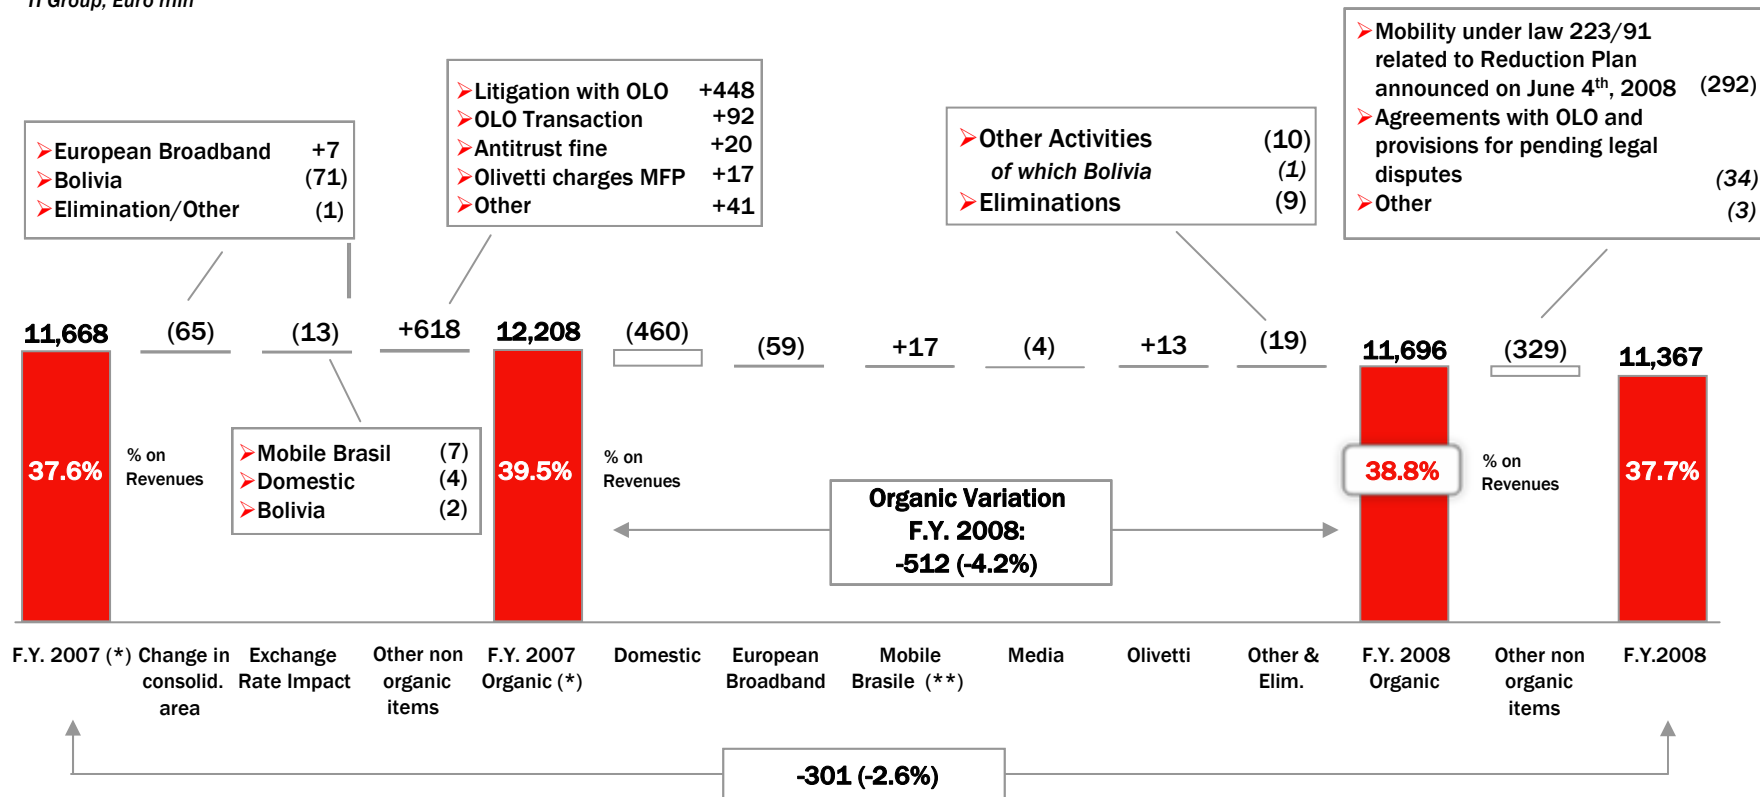 TI Group, Euro mln
➢Mobility under law 223/91
related to Reduction Plan
announced on June 4th, 2008 (292)
➢Agreements with OLO and
provisions for pending legal
disputes (34)
➢Other (3)
➢Litigation with OLO +448
➢OLO Transaction +92
➢Antitrust fine +20
➢Olivetti charges MFP +17
➢Other +41
➢Other Activities (10)
of which Bolivia (1)
➢Eliminations (9)
➢European Broadband +7
➢Bolivia (71)
➢Elimination/Other (1)
11,668 (65) (13) +618 12,208 (460) (59) +17 (4) +13 (19) 11,696 (329) 11,367
37.6%
% on
Revenues
➢Mobile Brasil (7)
➢Domestic (4)
➢Bolivia (2)
39.5%
% on
Revenues
Organic Variation
F.Y. 2008:
-512 (-4.2%)
38.8%
% on
Revenues
37.7%
F.Y. 2007 (*)
Change in
consolid.
area
Exchange
Rate Impact
Other non
organic
items
F.Y. 2007
Organic (*)
Domestic
European
Broadband
Mobile
Brasile (**)
Media
Olivetti
Other &
Elim.
F.Y. 2008
Organic
Other non
organic
items
F.Y.2008
-301 (-2.6%)